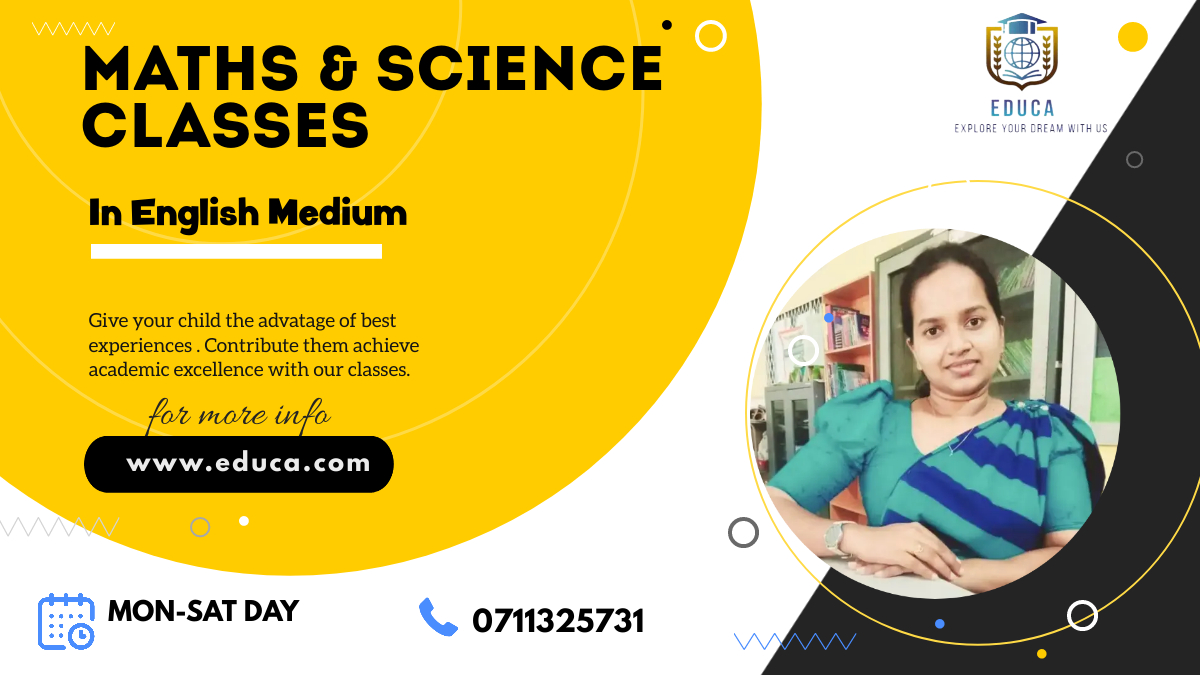 MATHS & SCIENCE
CLASSES
EDUCA
EXPLORE YOUR DREAM WITH US
In English Medium
Give your child the advatage of best
experiences . Contribute them achieve
academic excellence with our classes.
for more info
www.educa.com
MON-SAT DAY
0711325731